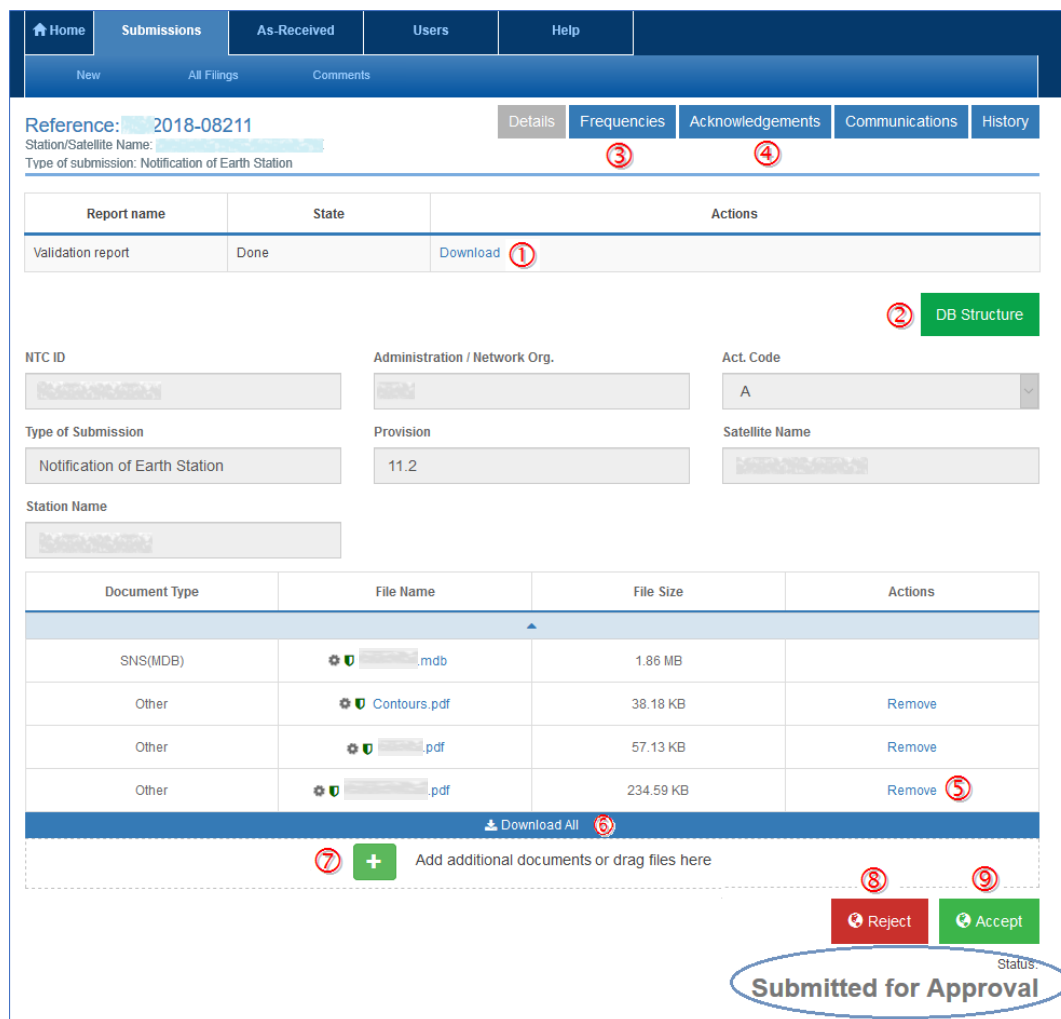 Home Submissions As-Received Users Help
New All Filings Comments
Reference: 2018-08211
Details Frequencies Acknowledgements Communications History
Station/Satellite Name:
③ ④
Type of submission: Notification of Earth Station
Report name State Actions
Validation report Done Download ①
② DB Structure
NTC ID Administration / Network Org. Act. Code
A
Type of Submission Provision Satellite Name
Notification of Earth Station 11.2
Station Name
Document Type File Name File Size Actions
SNS(MDB) .mdb 1.86 MB
Other Contours.pdf 38.18 KB Remove
Other .pdf 57.13 KB Remove
Other .pdf 234.59 KB Remove ⑤
Download All ⑥
⑦ + Add additional documents or drag files here
⑧ ⑨
Reject Accept
Status:
Submitted for Approval